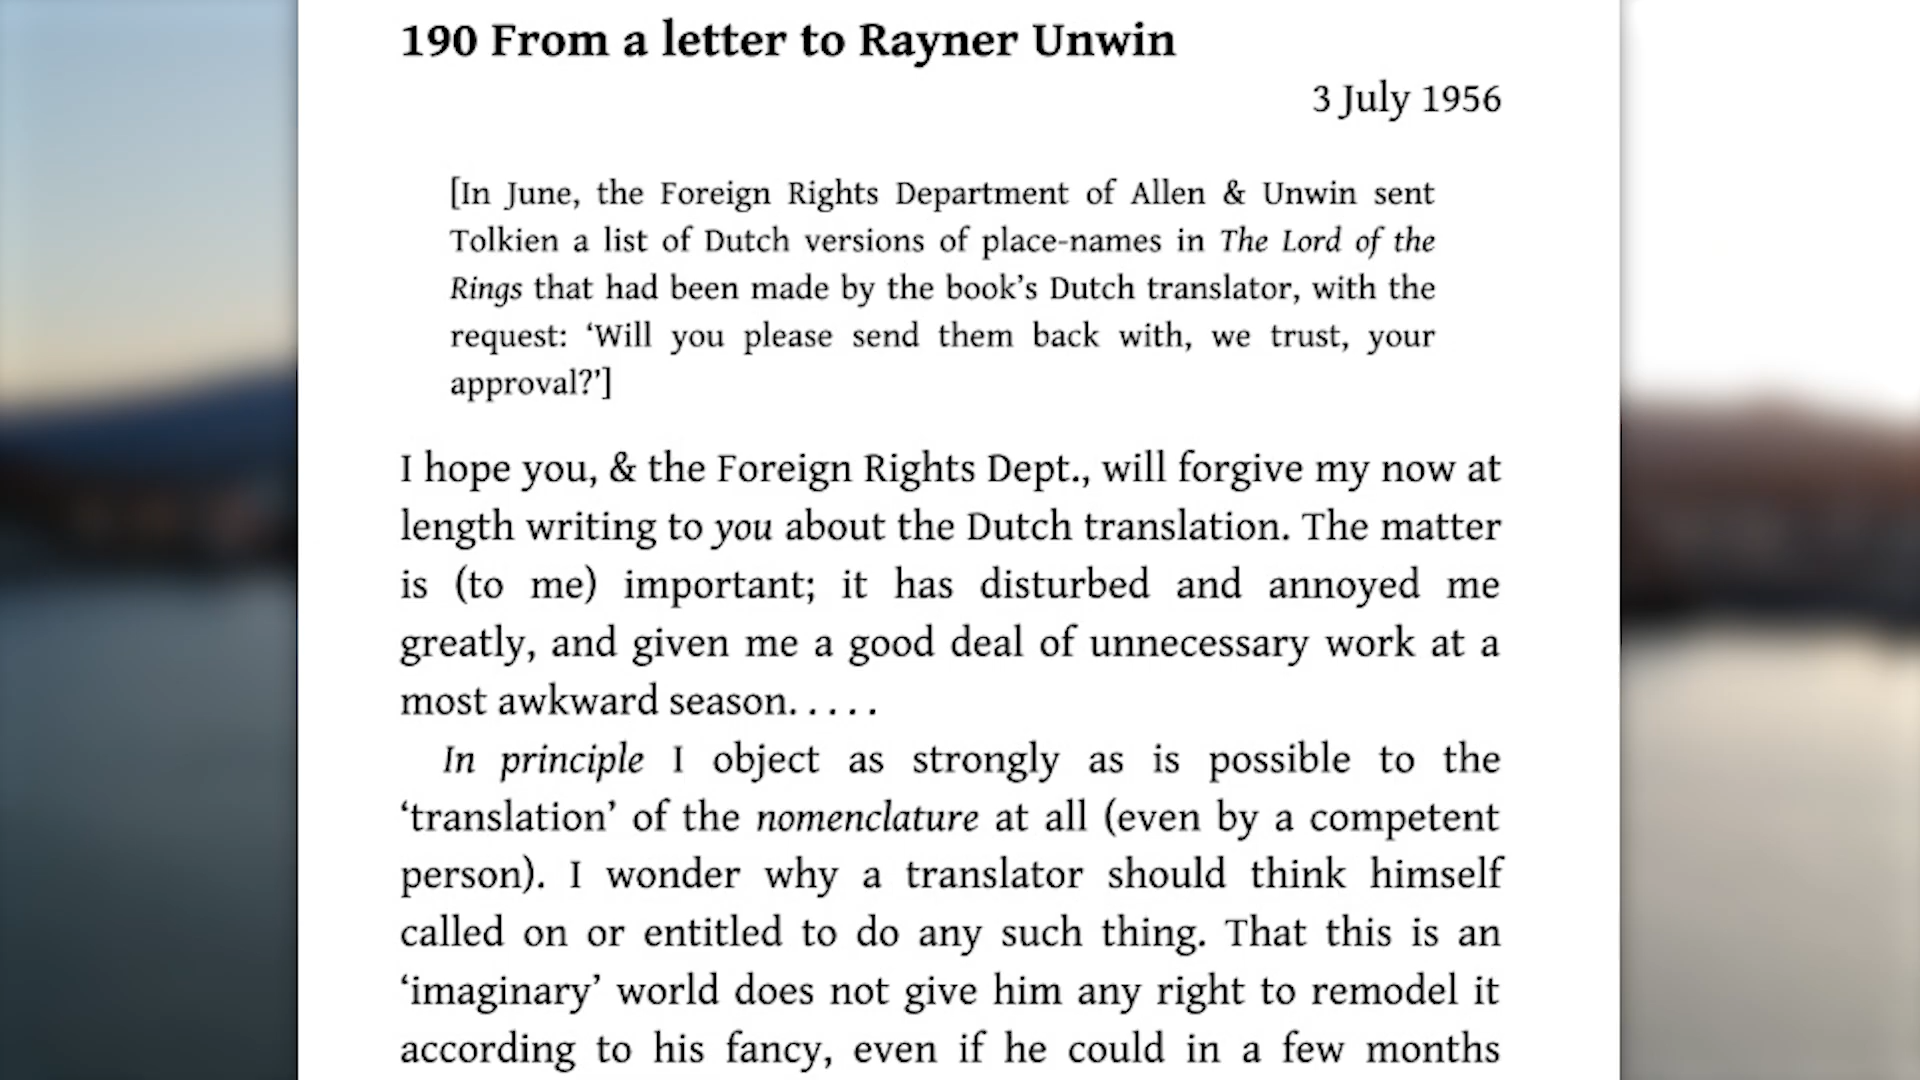 190 From a letter to Rayner Unwin
3 July 1956
[In June, the Foreign Rights Department of Allen & Unwin sent
Tolkien a list of Dutch versions of place-names in The Lord of the
Rings that had been made by the book’s Dutch translator, with the
request: ‘Will you please send them back with, we trust, your
approval?’]
I hope you, & the Foreign Rights Dept., will forgive my now at
length writing to you about the Dutch translation. The matter
is (to me) important; it has disturbed and annoyed me
greatly, and given me a good deal of unnecessary work at a
most awkward season. . . . .
In principle I object as strongly as is possible to the
‘translation’ of the nomenclature at all (even by a competent
person). I wonder why a translator should think himself
called on or entitled to do any such thing. That this is an
‘imaginary’ world does not give him any right to remodel it
according to his fancy, even if he could in a few months